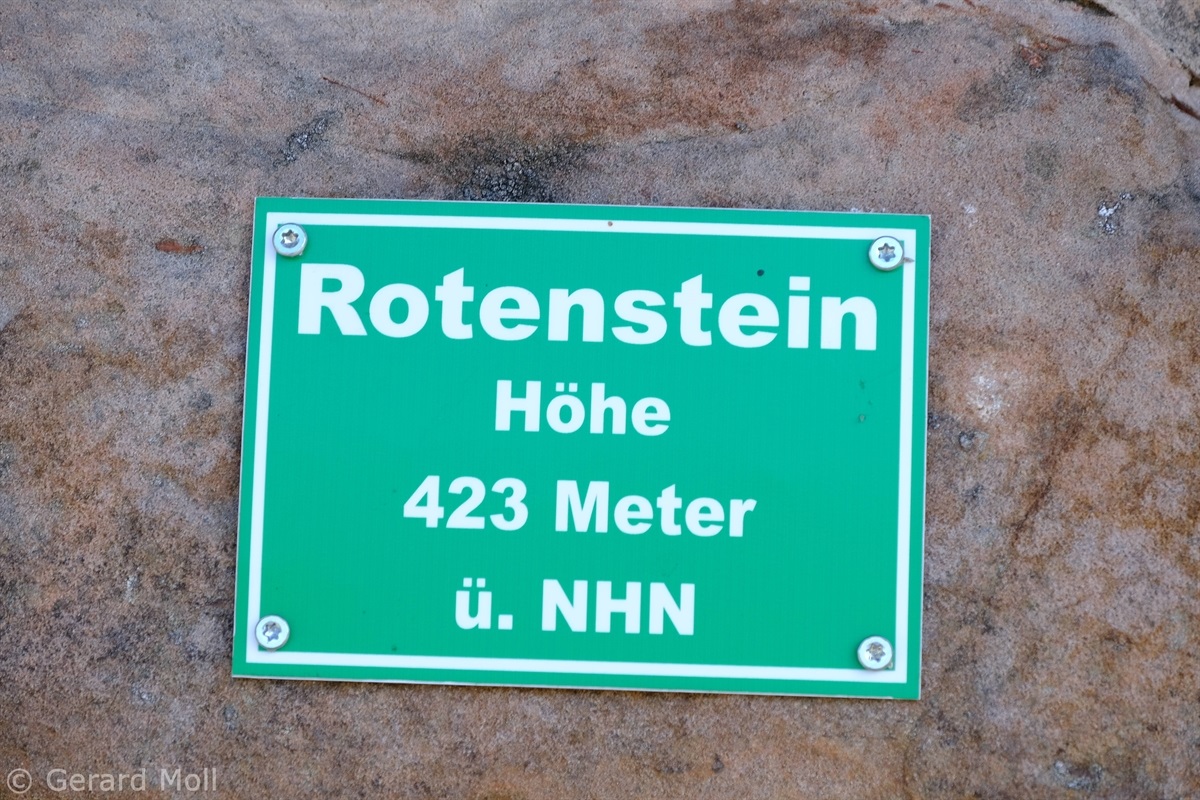 Rotenstein
Höhe
423 Meter
ü. NHN
© Gerard Moll